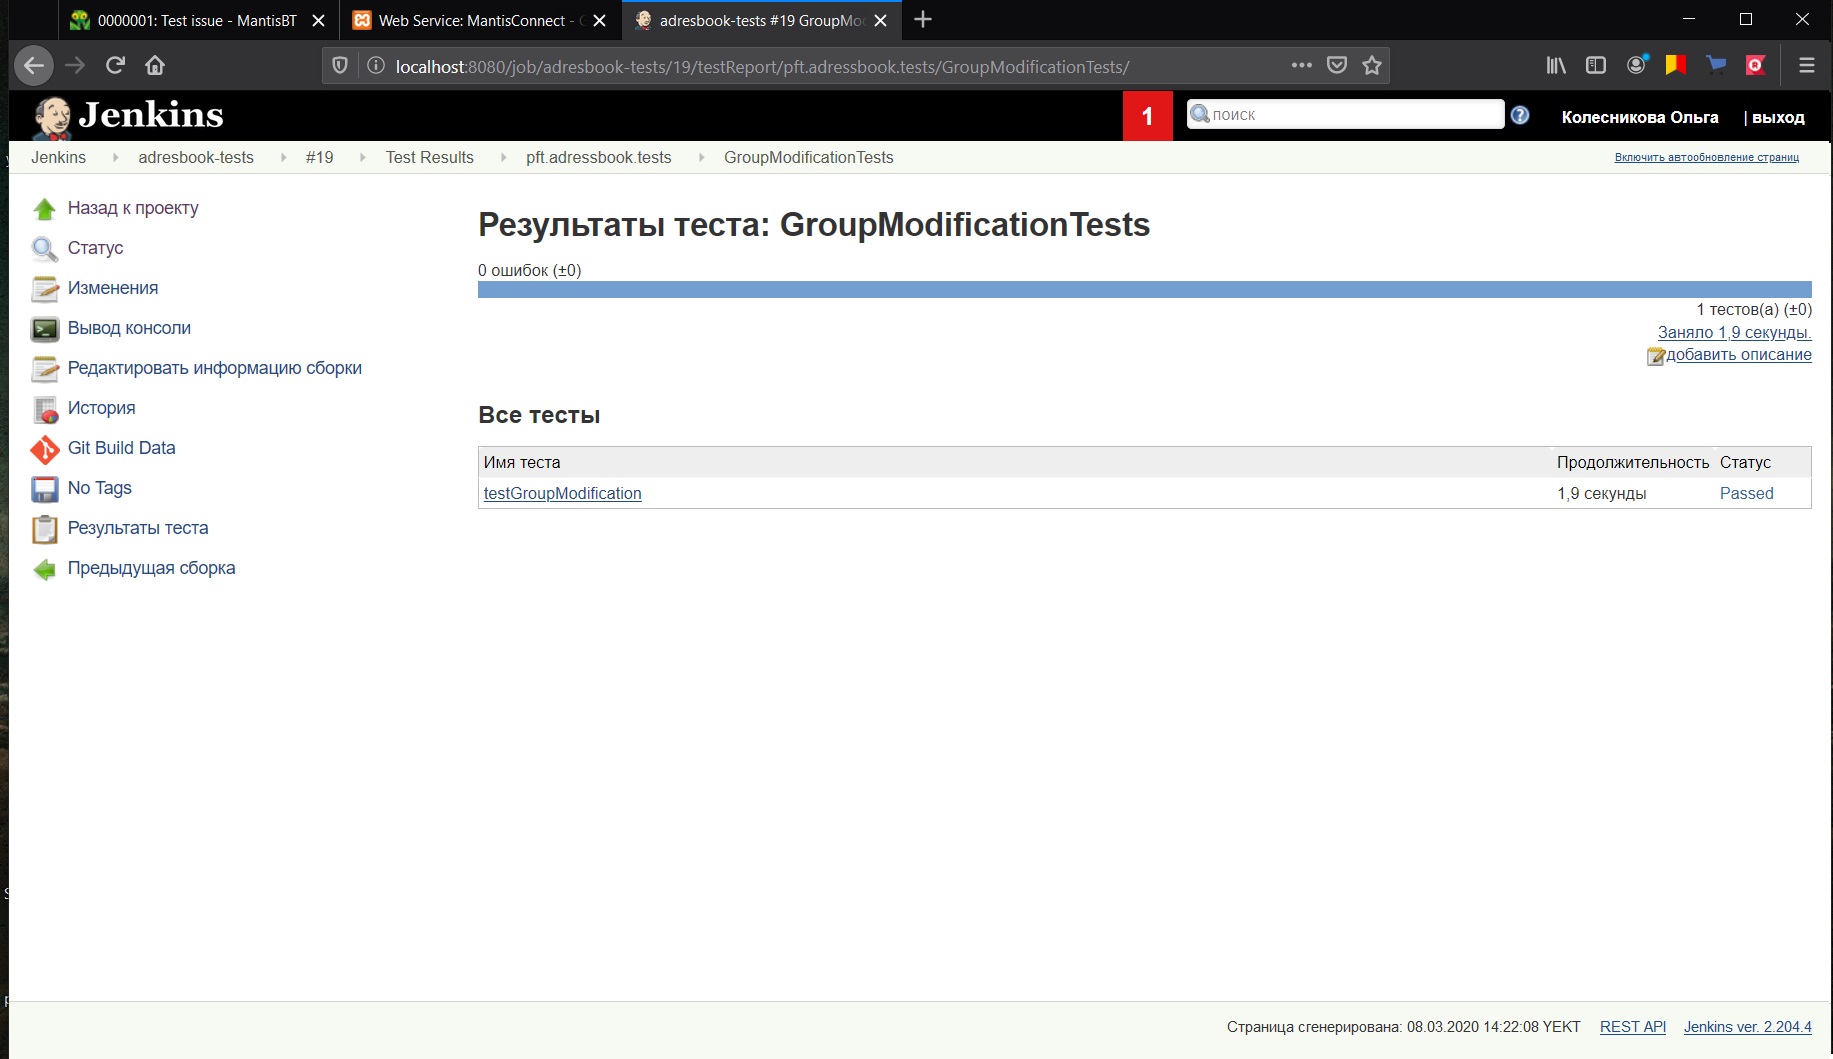 0000001: Test issue - MantisBT
Web Service: MantisConnect -
adresbook-tests #19 GroupMo
localhost:8080/job/adresbook-tests/19/testReport/pft.adressbook.tests/GroupModificationTests/
Jenkins
1
поиск
Колесникова Ольга
| выход
Jenkins
adresbook-tests
#19
Test Results
pft.adressbook.tests
GroupModificationTests
Включить автообновление страниц
Назад к проекту
Статус
Изменения
Вывод консоли
Редактировать информацию сборки
История
Git Build Data
No Tags
Результаты теста
Предыдущая сборка
Результаты теста: GroupModificationTests
0 ошибок (±0)
1 тестов(а) (±0)
Заняло 1,9 секунды.
добавить описание
Все тесты
Имя теста Продолжительность Статус
testGroupModification 1,9 секунды Passed
Страница сгенерирована: 08.03.2020 14:22:08 YEKT REST API Jenkins ver. 2.204.4